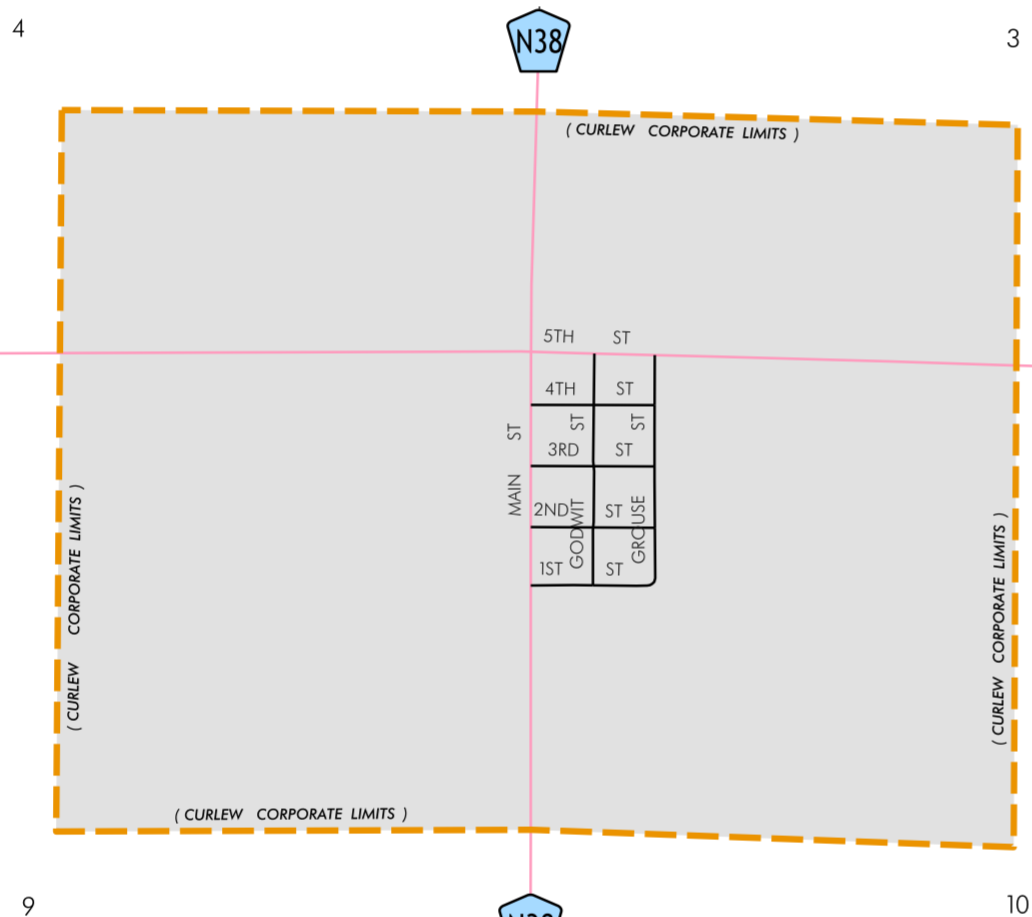 4
N38
3
( CURLEW CORPORATE LIMITS )
5TH ST
4TH ST
MAIN ST
GODWIT ST
GROUSE ST
3RD ST
2ND ST
1ST ST
( CURLEW CORPORATE LIMITS )
( CURLEW CORPORATE LIMITS )
( CURLEW CORPORATE LIMITS )
9
10